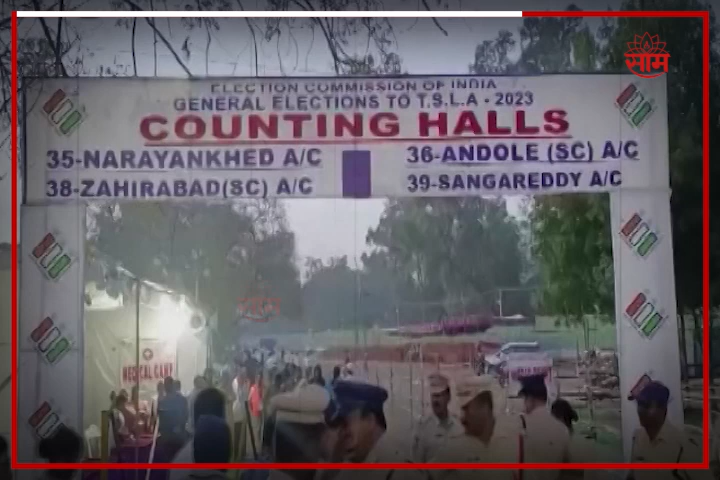 साम
ELECTION COMMISSION OF INDIA
GENERAL ELECTIONS TO T.S.L.A - 2023
COUNTING HALLS
35-NARAYANKHED A/C 36-ANDOLE (SC) A/C
38-ZAHIRABAD(SC) A/C 39-SANGAREDDY A/C
MEDICAL CAMP